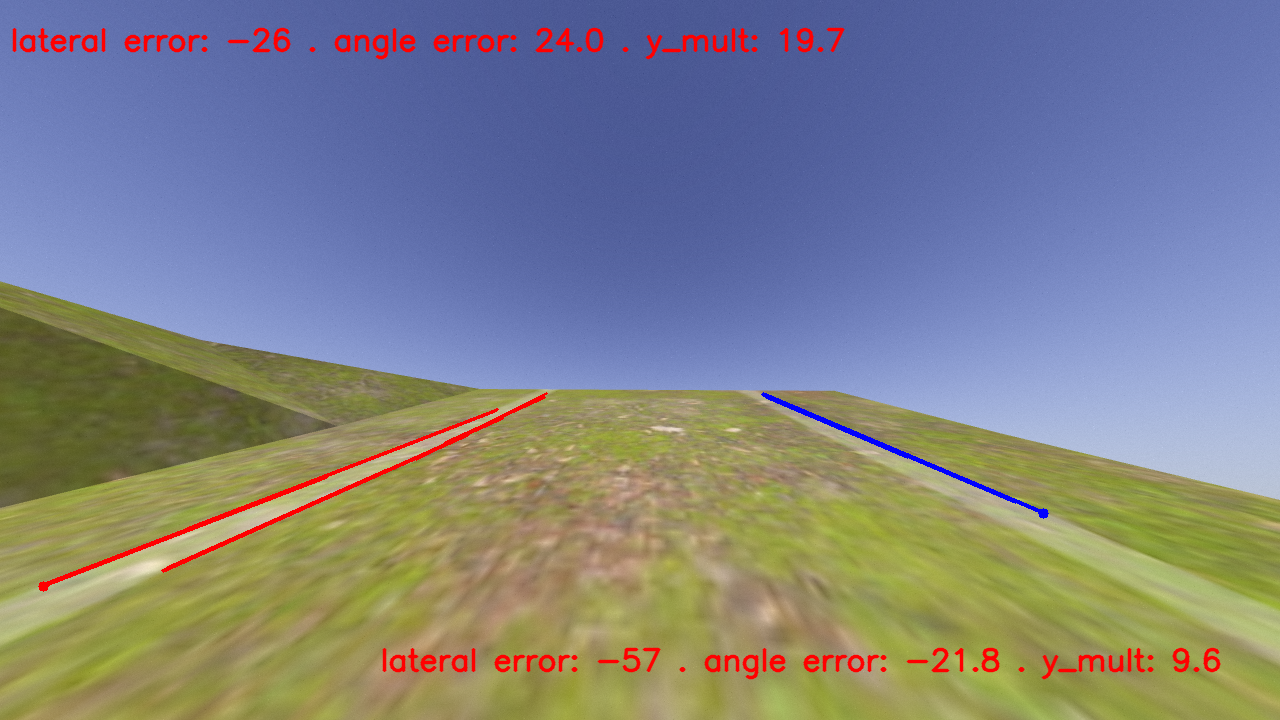 lateral error: -26 . angle error: 24.0 . y_mult: 19.7
lateral error: -57 . angle error: -21.8 . y_mult: 9.6